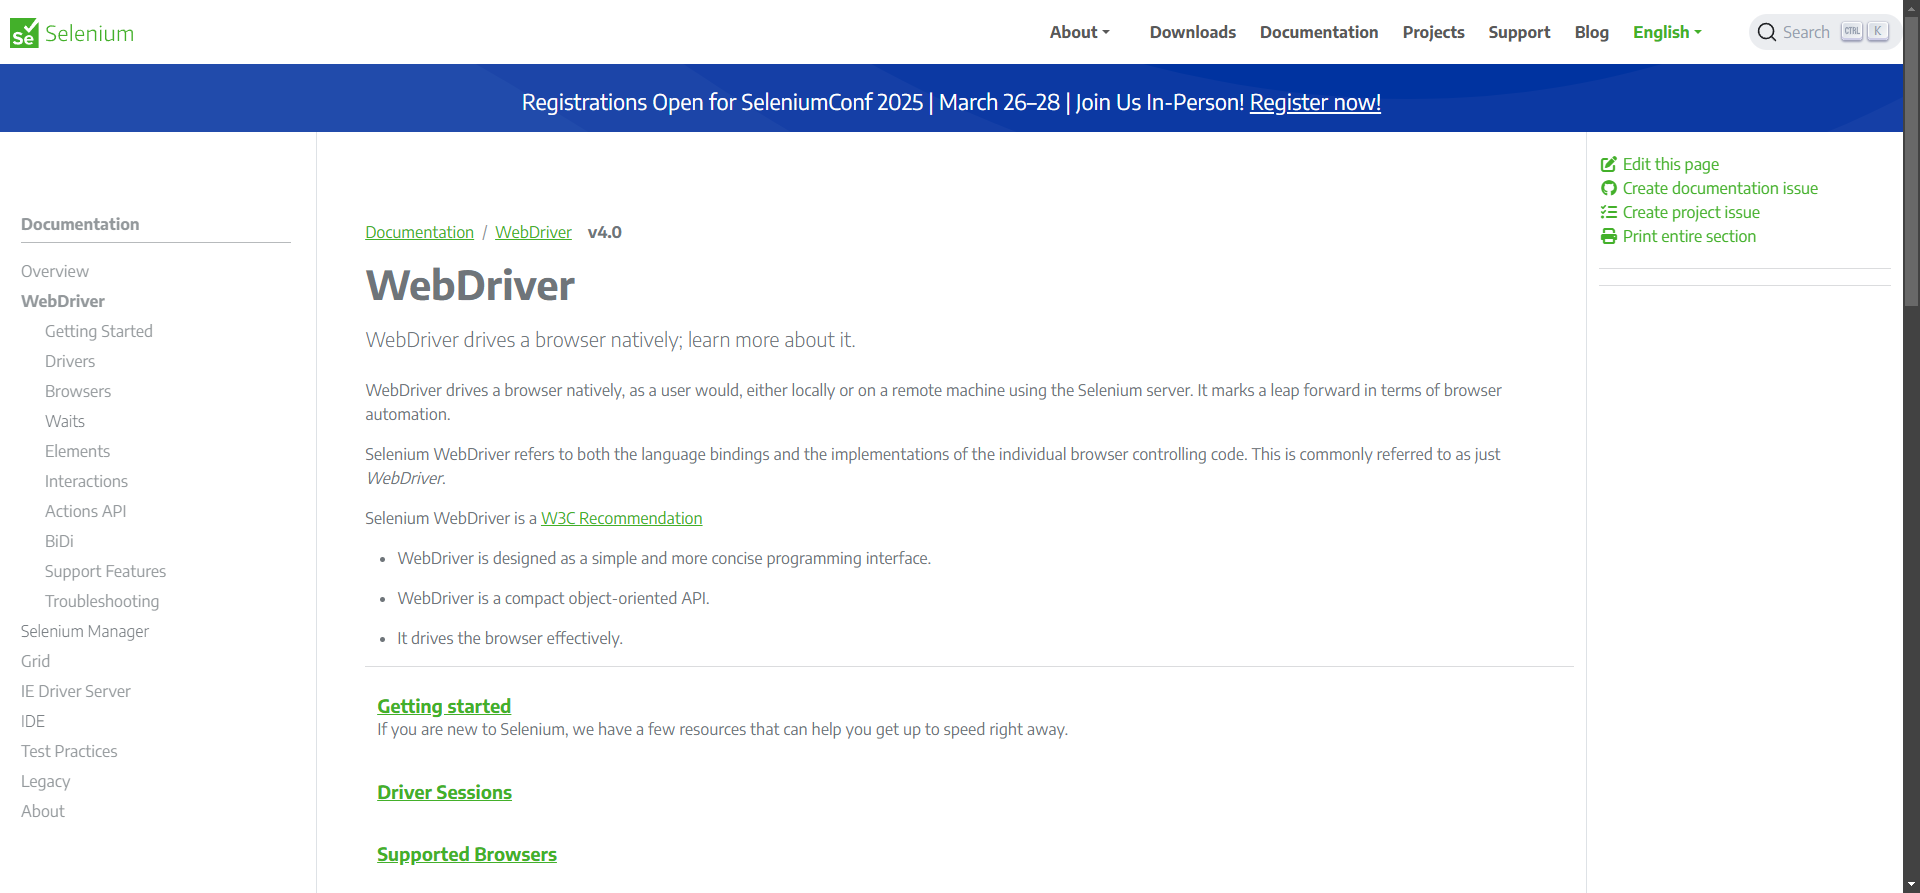 Se Selenium
About
Downloads
Documentation
Projects
Support
Blog
English
Search CTRL K
Registrations Open for SeleniumConf 2025 | March 26–28 | Join Us In-Person! Register now!
Documentation
Overview
WebDriver
Getting Started
Drivers
Browsers
Waits
Elements
Interactions
Actions API
BiDi
Support Features
Troubleshooting
Selenium Manager
Grid
IE Driver Server
IDE
Test Practices
Legacy
About
Documentation / WebDriver v4.0
WebDriver
WebDriver drives a browser natively; learn more about it.
WebDriver drives a browser natively, as a user would, either locally or on a remote machine using the Selenium server. It marks a leap forward in terms of browser
automation.
Selenium WebDriver refers to both the language bindings and the implementations of the individual browser controlling code. This is commonly referred to as just
WebDriver.
Selenium WebDriver is a W3C Recommendation
• WebDriver is designed as a simple and more concise programming interface.
• WebDriver is a compact object-oriented API.
• It drives the browser effectively.
Getting started
If you are new to Selenium, we have a few resources that can help you get up to speed right away.
Driver Sessions
Supported Browsers
Edit this page
Create documentation issue
Create project issue
Print entire section